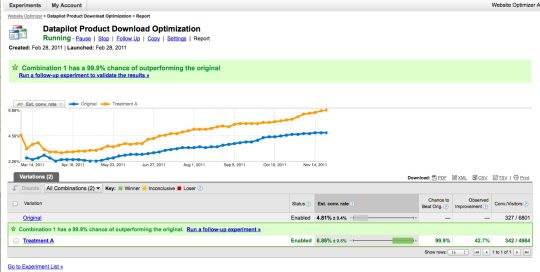 Experiments My Account Website Optimizer A
Website Optimizer > Datapilot Product Download Optimization > Report
Datapilot Product Download Optimization
Running - Pause | Stop | Follow Up | Copy | Settings | Report
Created: Feb 28, 2011 | Launched: Feb 28, 2011
Combination 1 has a 99.9% chance of outperforming the original
Run a follow-up experiment to validate the results »
Est. conv. rate Original Treatment A
6.86%
4.56%
Mar 14, 2011 Apr 18, 2011 May 23, 2011 Jun 27, 2011 Aug 1, 2011 Sep 5, 2011 Oct 10, 2011 Nov 14, 2011
Variations (2) Download: PDF XML CSV TSV | Print
Disable All Combinations (2) Key: Winner Inconclusive Loser
Variation Status Est. conv. rate Chance to Beat Orig. Observed Improvement Conv./Visitors
Original Enabled 4.81% ± 0.4% — — 327 / 6801
Combination 1 has a 99.9% chance of outperforming the original. Run a follow-up experiment »
Treatment A Enabled 6.86% ± 0.5% 99.9% 42.7% 342 / 4984
Show rows: 10 1 to 1 of 1
Go to Experiment List »